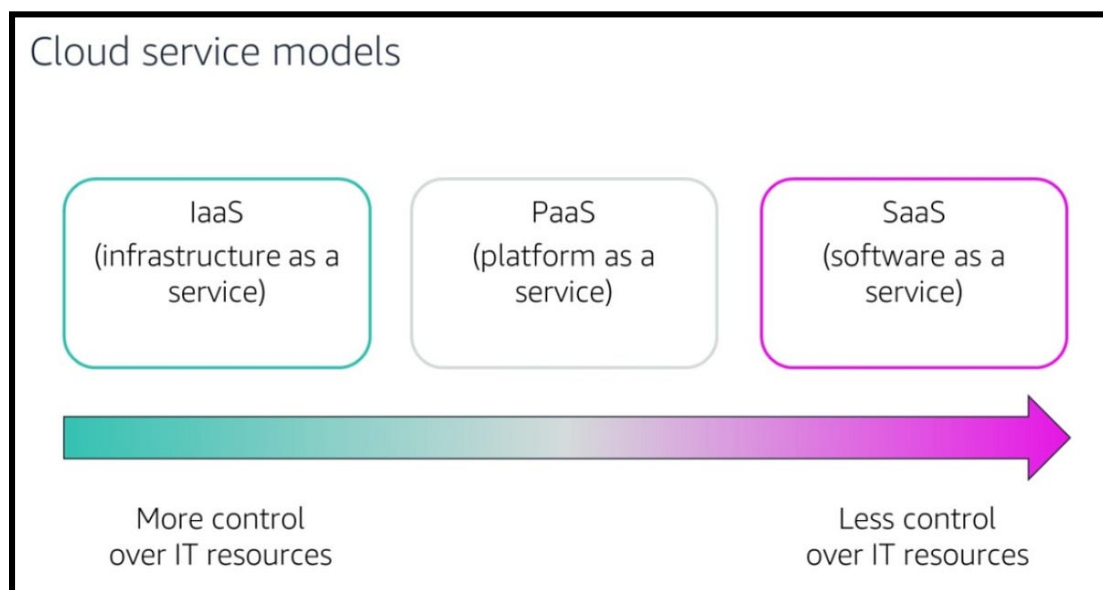 Cloud service models
IaaS
(infrastructure as a
service)
PaaS
(platform as a
service)
SaaS
(software as a
service)
More control
over IT resources
Less control
over IT resources